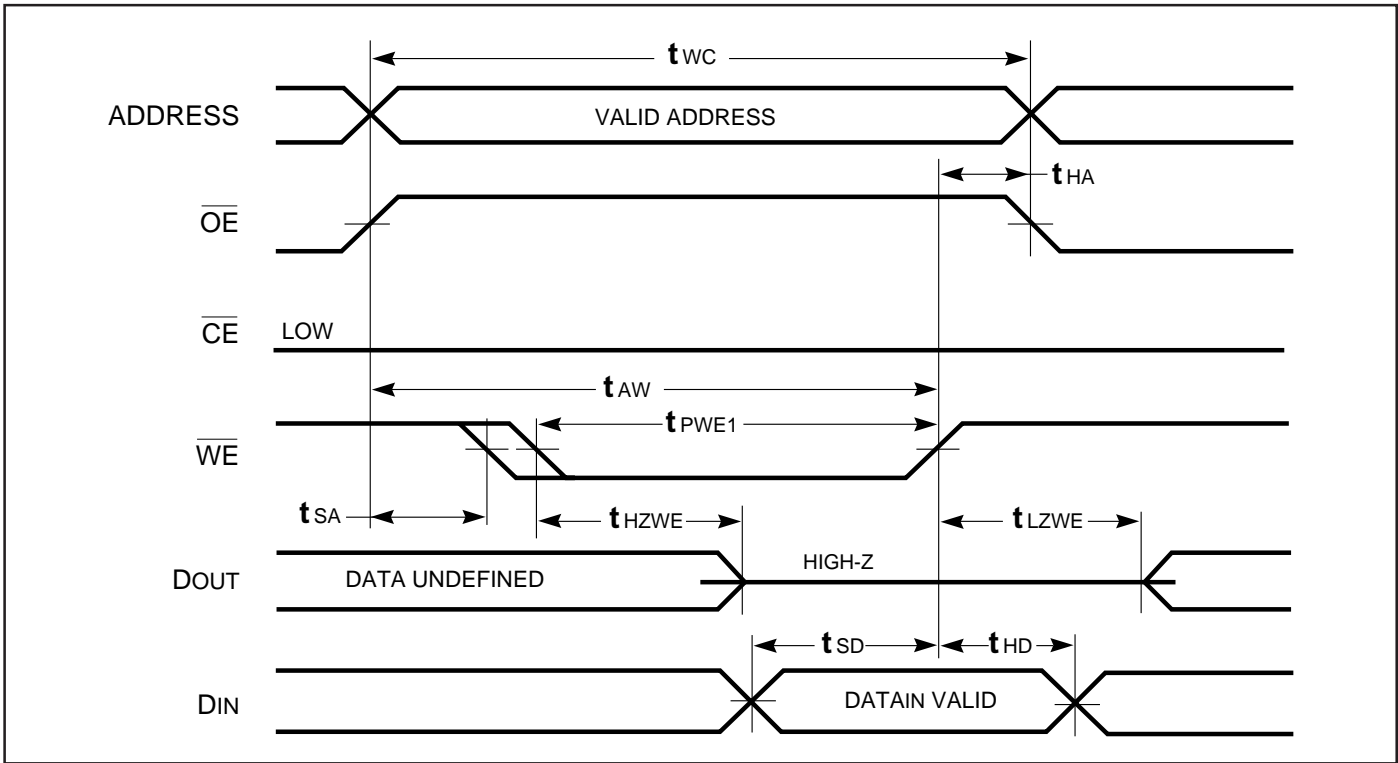 tWC
ADDRESS VALID ADDRESS
tHA
OE
CE LOW
tAW
tPWE1
WE
tSA tHZWE tLZWE
HIGH-Z
DOUT DATA UNDEFINED
tSD tHD
DIN DATAIN VALID